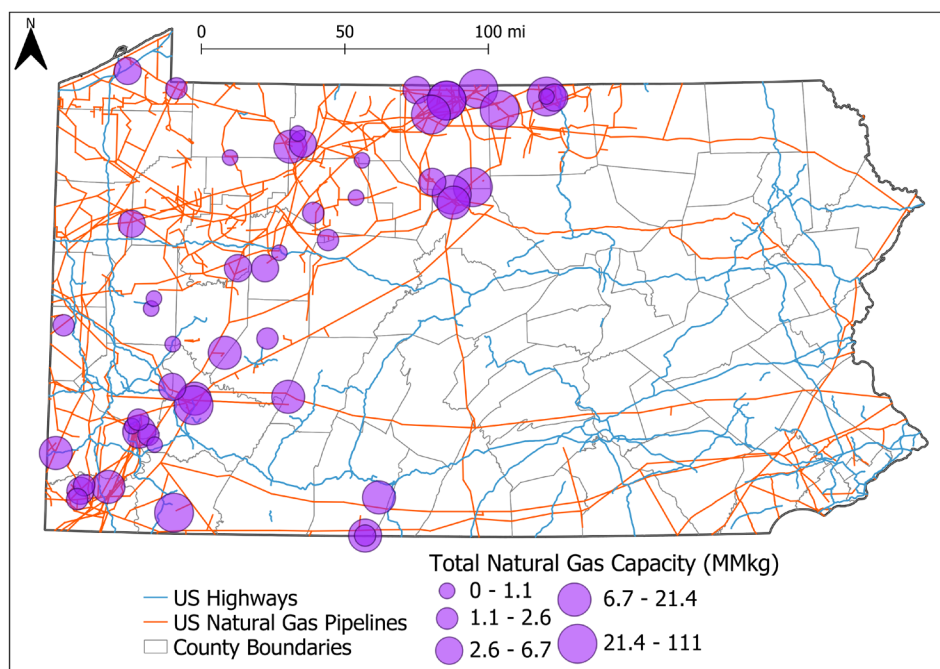 N
0 50 100 mi
Total Natural Gas Capacity (MMkg)
US Highways
US Natural Gas Pipelines
County Boundaries
0 - 1.1
1.1 - 2.6
2.6 - 6.7
6.7 - 21.4
21.4 - 111